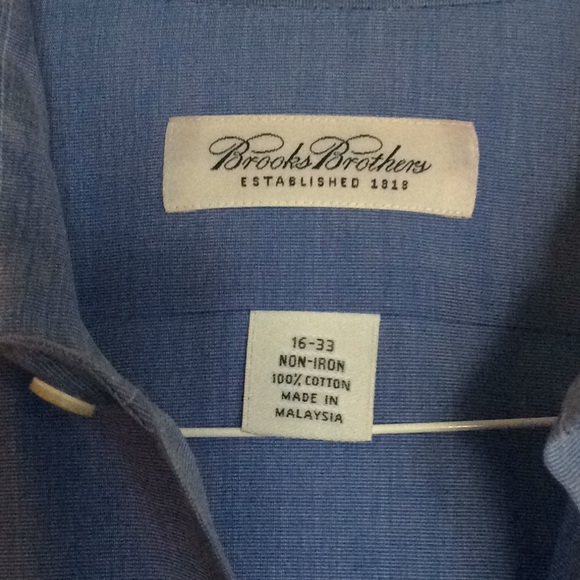 Brooks Brothers
ESTABLISHED 1818
16-33
NON-IRON
100% COTTON
MADE IN
MALAYSIA